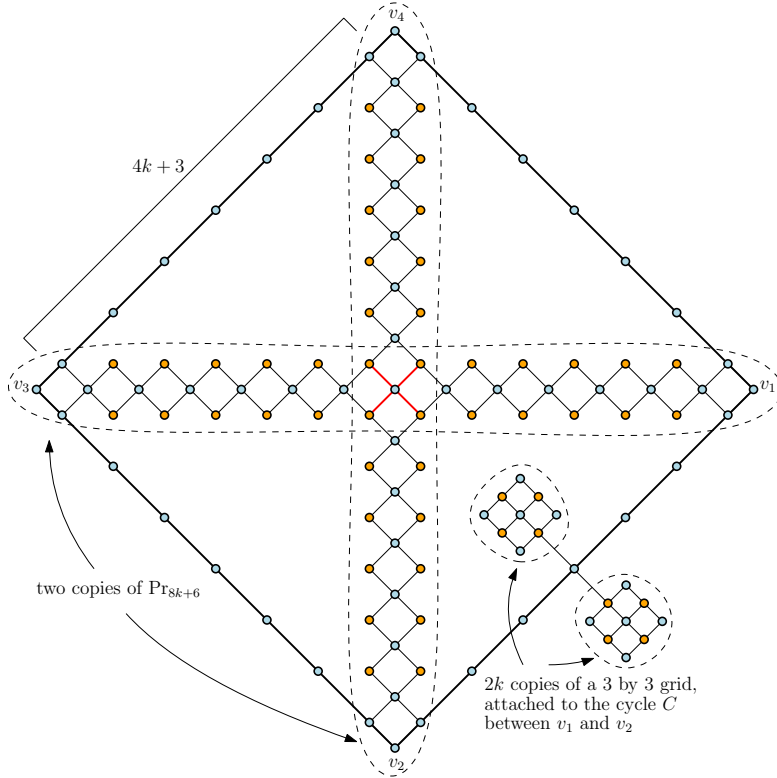 v₄
4k + 3
v₃
v₁
two copies of Pr₈ₖ₊₆
2k copies of a 3 by 3 grid,
attached to the cycle C
between v₁ and v₂
v₂